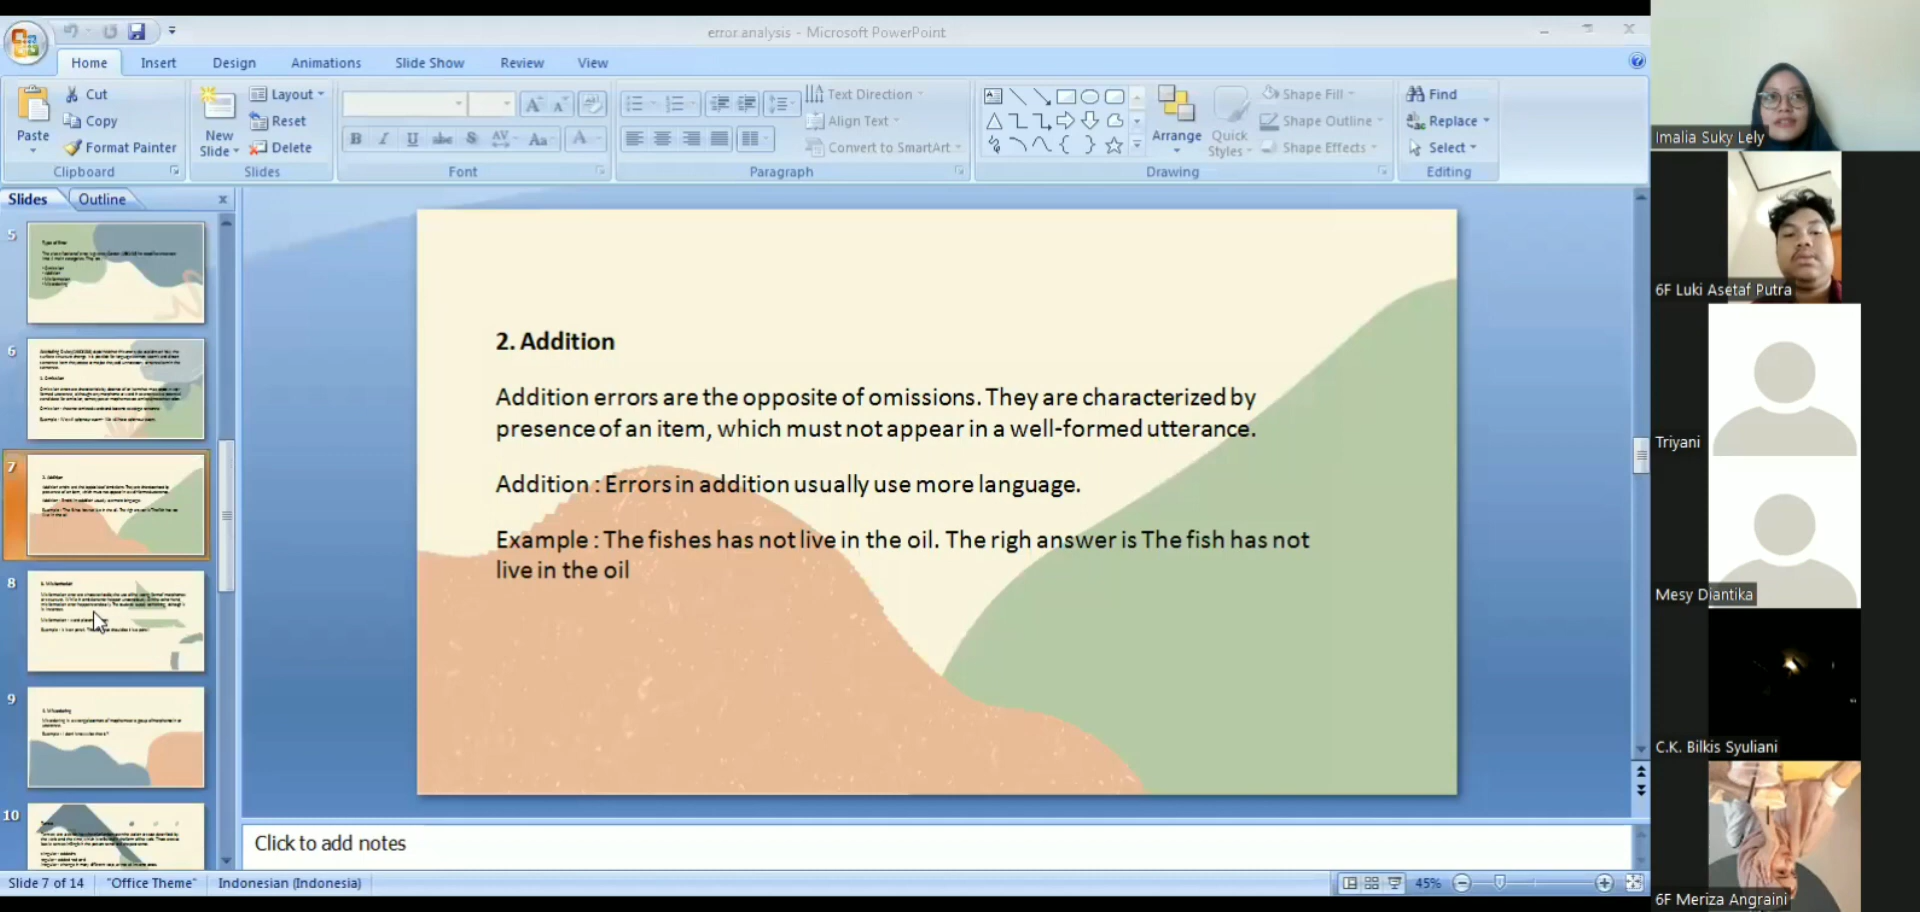 error analysis - Microsoft PowerPoint
Home Insert Design Animations Slide Show Review View
Paste
Cut
Copy
Format Painter
Clipboard
New Slide
Layout
Reset
Delete
Slides
Font
Text Direction
Align Text
Convert to SmartArt
Paragraph
Arrange
Quick Styles
Shape Fill
Shape Outline
Shape Effects
Drawing
Find
Replace
Select
Editing
Slides Outline
5
6
7
8
9
10
2. Addition
Addition errors are the opposite of omissions. They are characterized by
presence of an item, which must not appear in a well-formed utterance.
Addition : Errors in addition usually use more language.
Example : The fishes has not live in the oil. The righ answer is The fish has not
live in the oil
Click to add notes
Slide 7 of 14 "Office Theme" Indonesian (Indonesia) 45%
Imalia Suky Lely
6F Luki Asetaf Putra
Triyani
Mesy Diantika
C.K. Bilkis Syuliani
6F Meriza Angraini